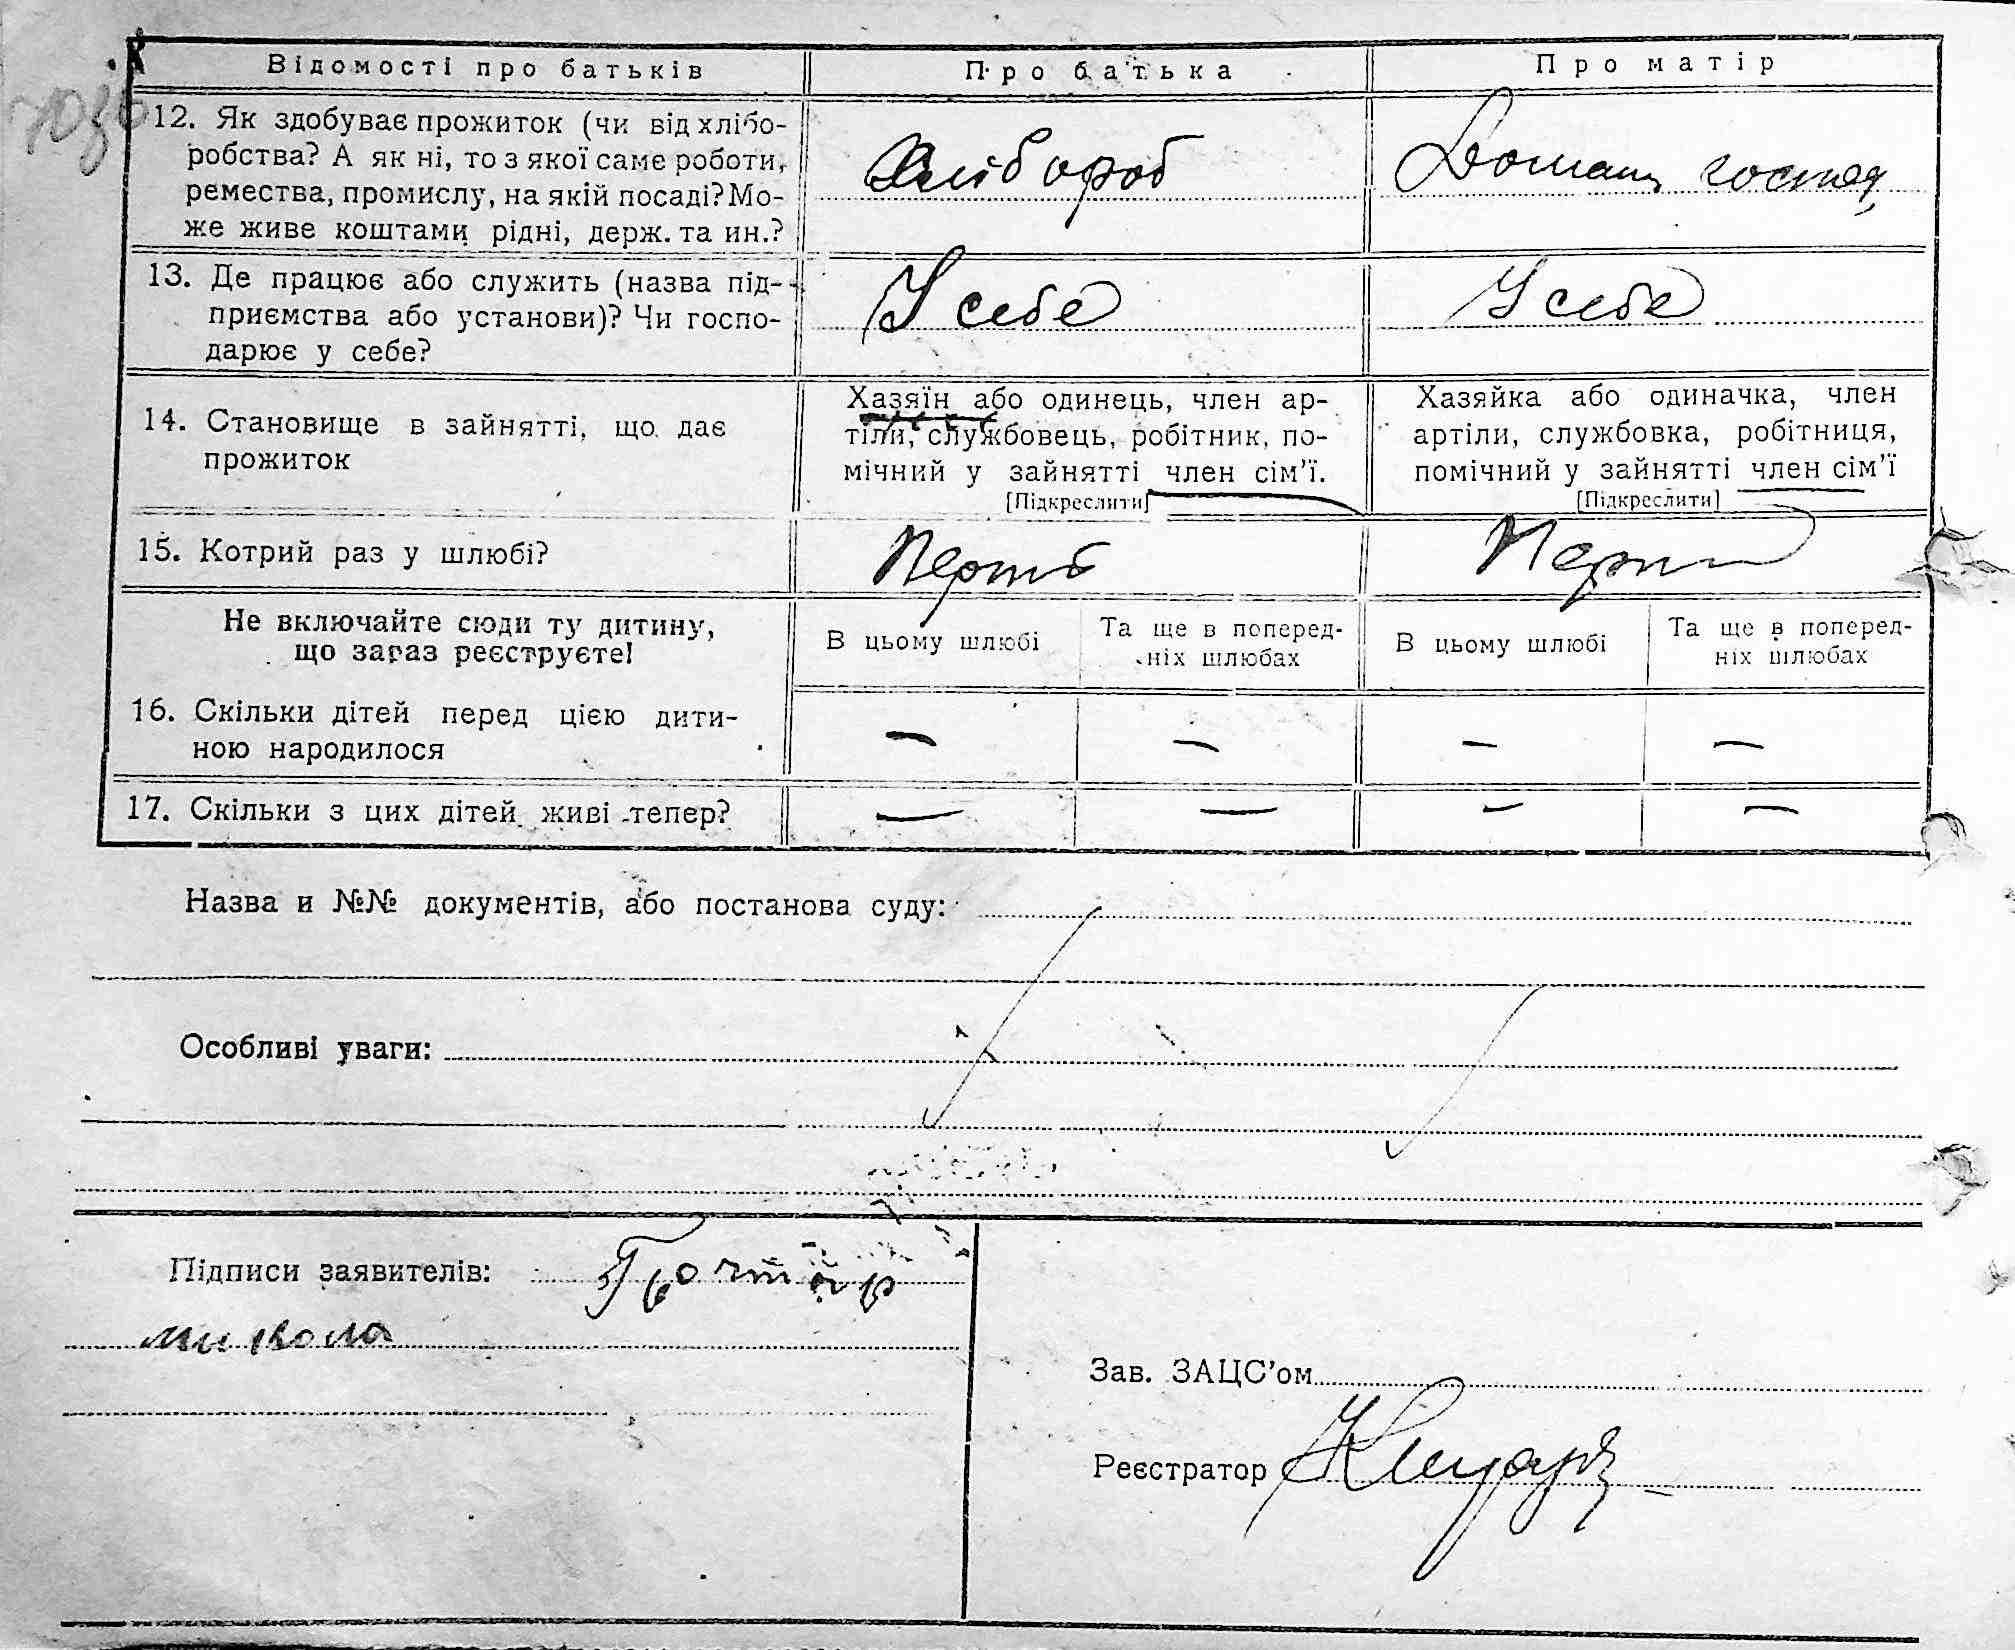 Відомості про батьків Про батька Про матір
12. Як здобуває прожиток (чи від хлібо-
робства? А як ні, то з якої саме роботи,
ремества, промислу, на якій посаді? Мо-
же живе коштами рідні, держ. та ин.?
Хлібороб Домашн господ
13. Де працює або служить (назва під-
приємства або установи)? Чи госпо-
дарює у себе?
У себе У себе
14. Становище в зайнятті, що дає
прожиток
Хазяїн або одинець, член ар-
тіли, службовець, робітник, по-
мічний у зайнятті член сім'ї.
[Підкреслити]
Хазяйка або одиначка, член
артіли, службовка, робітниця,
помічний у зайнятті член сім'ї
[Підкреслити]
15. Котрий раз у шлюбі?
Не включайте сюди ту дитину,
що зараз реєструєте!
В цьому шлюбі
Та ще в поперед-
ніх шлюбах
В цьому шлюбі
Та ще в поперед-
ніх шлюбах
16. Скільки дітей перед цією дити-
ною народилося
— — — —
17. Скільки з цих дітей живі тепер?
— — — —
Назва и №№ документів, або постанова суду:
Особливі уваги:
Підписи заявителів:
микола
Зав. ЗАЦС'ом
Реєстратор